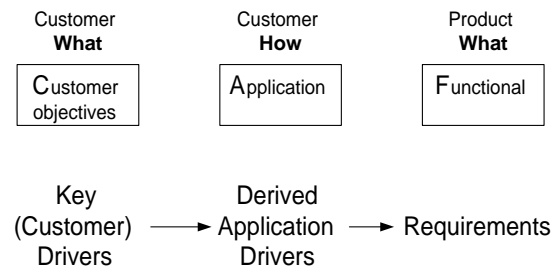 Customer
What
Customer
How
Product
What
Customer
objectives
Application
Functional
Key
(Customer)
Drivers
Derived
Application
Drivers
Requirements